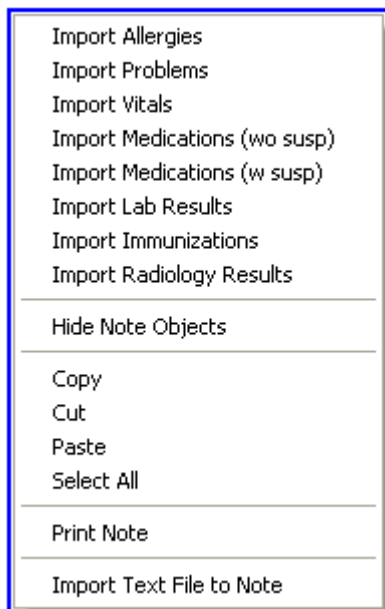 Import Allergies
Import Problems
Import Vitals
Import Medications (wo susp)
Import Medications (w susp)
Import Lab Results
Import Immunizations
Import Radiology Results
Hide Note Objects
Copy
Cut
Paste
Select All
Print Note
Import Text File to Note